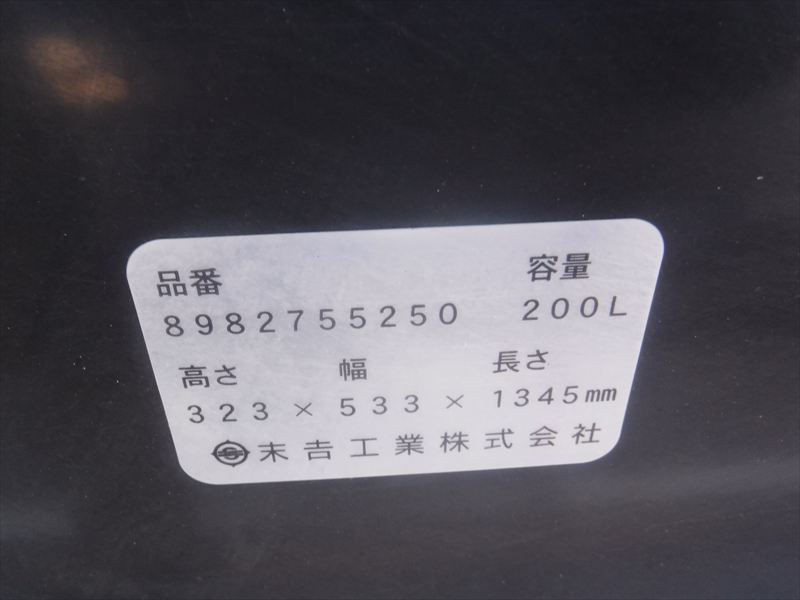 品番 容量
8982755250 200L
高さ 幅 長さ
323 × 533 × 1345mm
末吉工業株式会社